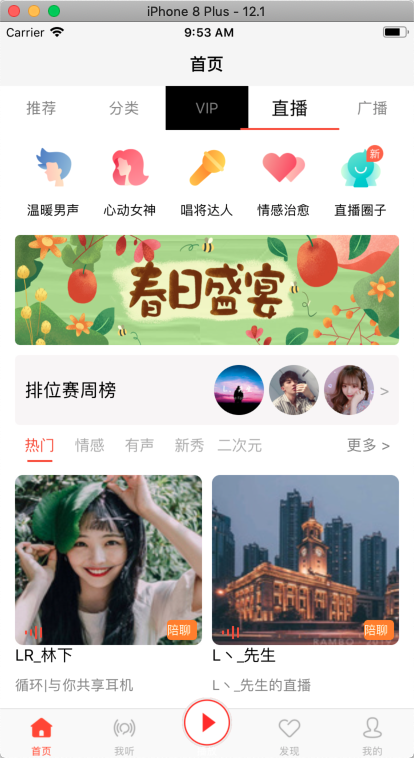 iPhone 8 Plus - 12.1
Carrier 9:53 AM
首页
推荐 分类 VIP 直播 广播
新
温暖男声 心动女神 唱将达人 情感治愈 直播圈子
春日盛宴
排位赛周榜 >
热门 情感 有声 新秀 二次元 更多 >
陪聊 陪聊
LR_林下 L丶_先生
循环|与你共享耳机 L丶_先生的直播
首页 我听 发现 我的